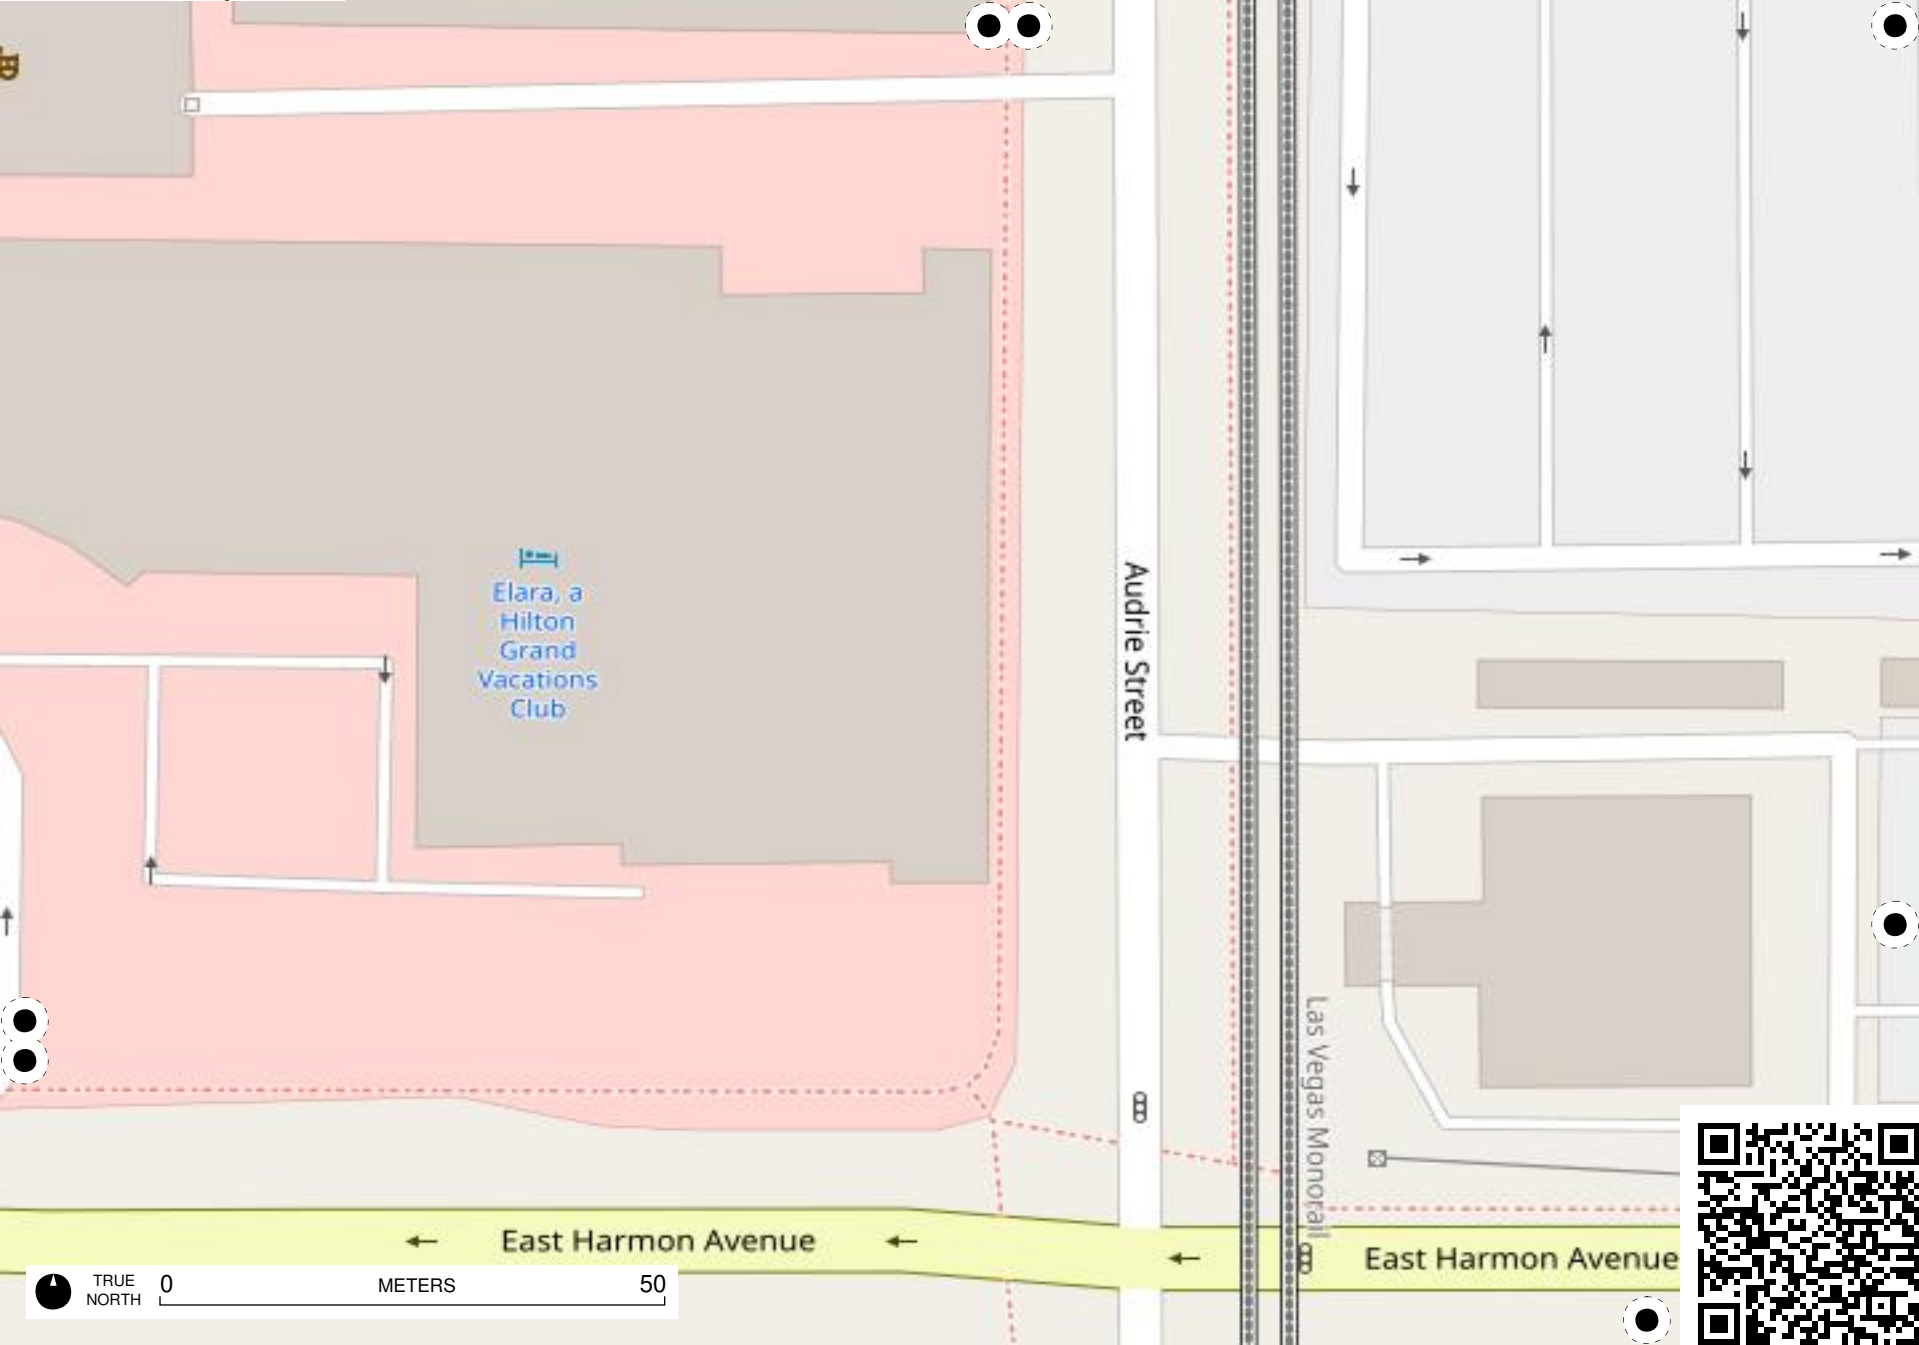 Elara, a
Hilton
Grand
Vacations
Club
Audrie Street
Las Vegas Monorail
East Harmon Avenue
East Harmon Avenue
TRUE
NORTH
0 METERS 50